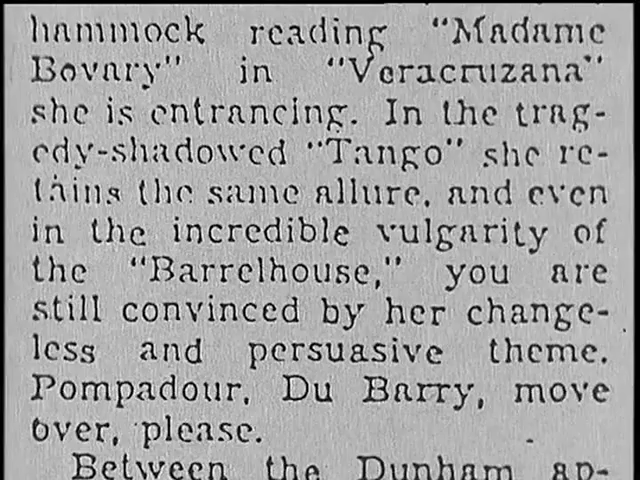 hammock reading "Madame
Bovary" in "Veracruzana"
she is entrancing. In the trag-
edy-shadowed "Tango" she re-
tains the same allure, and even
in the incredible vulgarity of
the "Barrelhouse," you are
still convinced by her change-
less and persuasive theme.
Pompadour, Du Barry, move
over, please.
Between the Dunham ap-